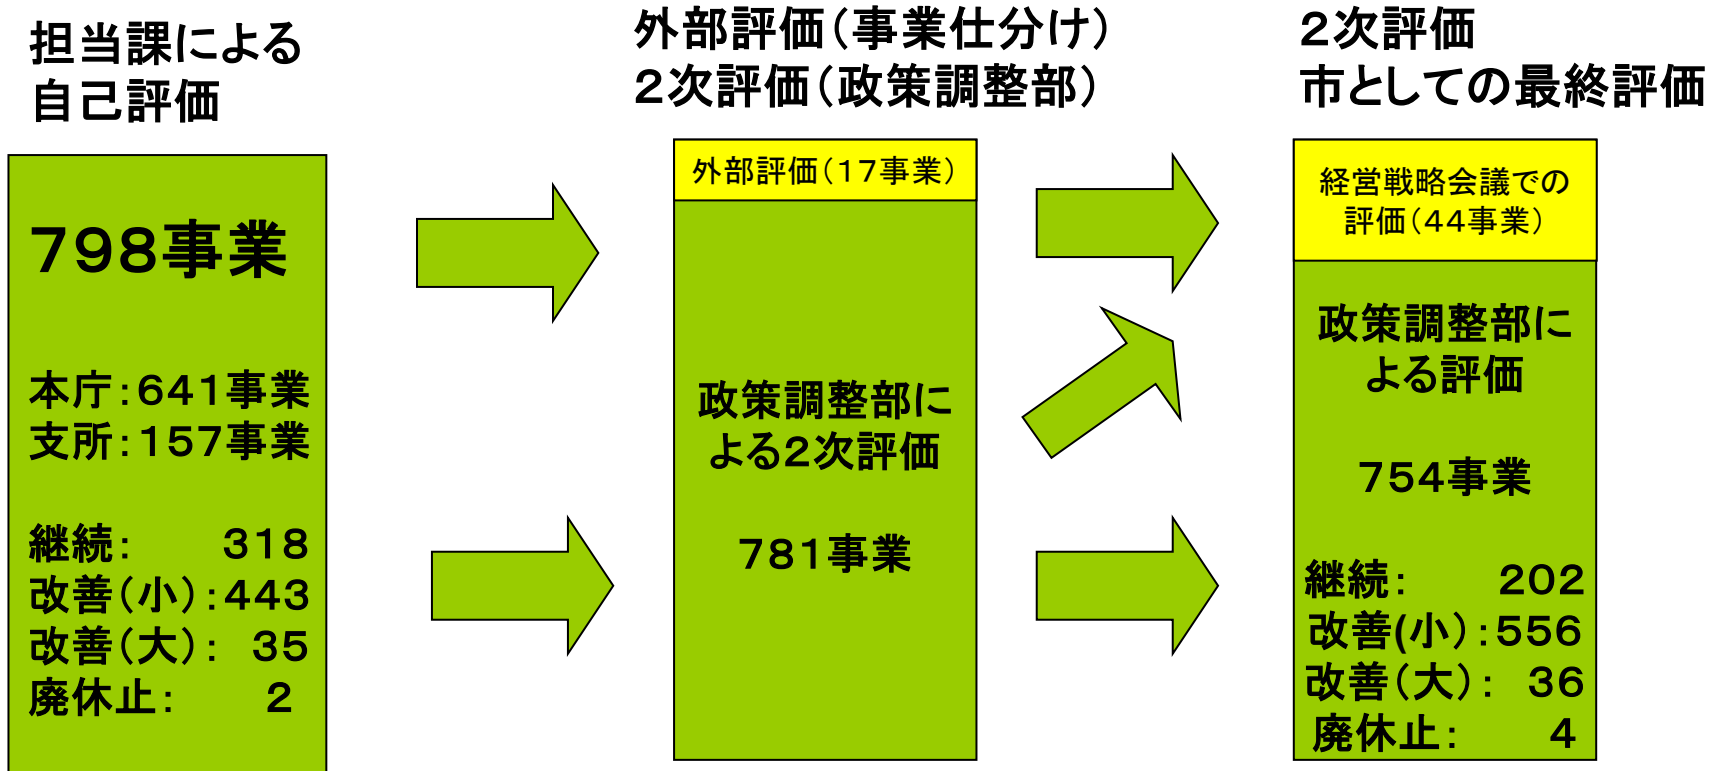 担当課による
自己評価
798事業
本庁：641事業
支所：157事業
継続：　　318
改善（小）：443
改善（大）：　35
廃休止：　　2
外部評価（事業仕分け）
2次評価（政策調整部）
外部評価（17事業）
政策調整部に
よる2次評価
781事業
2次評価
市としての最終評価
経営戦略会議での
評価（44事業）
政策調整部に
よる評価
754事業
継続：　　202
改善(小）：556
改善（大）：　36
廃休止：　　4